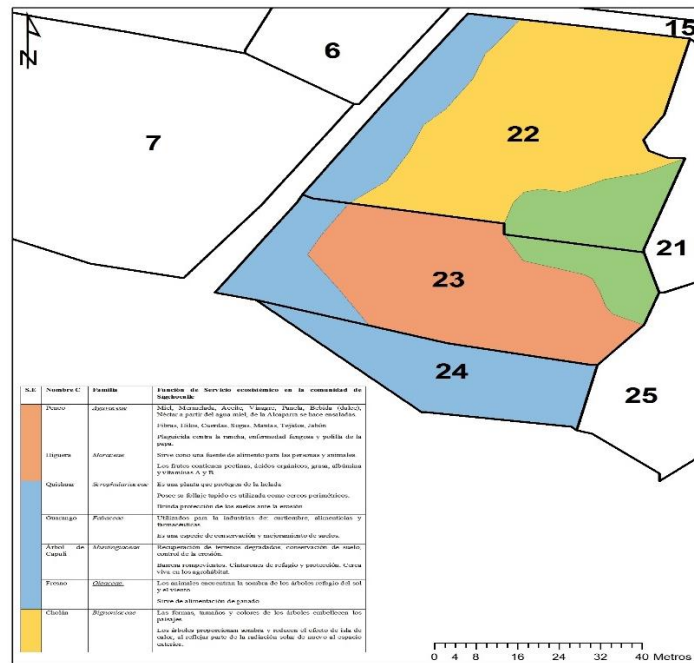 N
6
15
7
22
21
23
24
25
S.E Nombre C Familia Función de Servicio ecosistémico en la comunidad de
Penco Agavaceae Miel, Mermelada, Aceite, Vinagre, Panela, Bebida (dulce),
Néctar a partir del agua miel, de la Alcaparra se hace ensaladas.
Fibras, Hilos, Cuerdas, Sogas, Mantas, Tejidos, Jabón
Plaguicida contra la rancha, enfermedad fungosa y polilla de la
papa.
Higuera Moraceae Sirve como una fuente de alimento para las personas y animales.
Los frutos contienen pectinas, ácidos orgánicos, grasa, albúmina
y vitaminas A y B.
Quishuar Scrophulariaceae Es una planta que protegen de la helada
Posee su follaje tupido es utilizada como cercos perimétricos.
Brinda protección de los suelos ante la erosión
Guarango Fabaceae Utilizados para la industrias de: curtiembre, alimenticias y
farmacéuticas
Es una especie de conservación y mejoramiento de suelos.
Árbol de Capulí Recuperación de terrenos degradados, conservación de suelo,
control de la erosión.
Barrera rompevientos. Cinturones de refugio y protección. Cerca
viva en los agrohábitat.
Fresno Oleaceae. Los animales encuentran la sombra de los árboles refugio del sol
y el viento
Sirve de alimentación de ganado
Cholán Bignoniaceae Las formas, tamaños y colores de los árboles embellecen los
paisajes
Los árboles proporcionan sombra y reducen el efecto de isla de
calor, al reflejar parte de la radiación solar de nuevo al espacio
exterior.
0 4 8 16 24 32 40 Metros